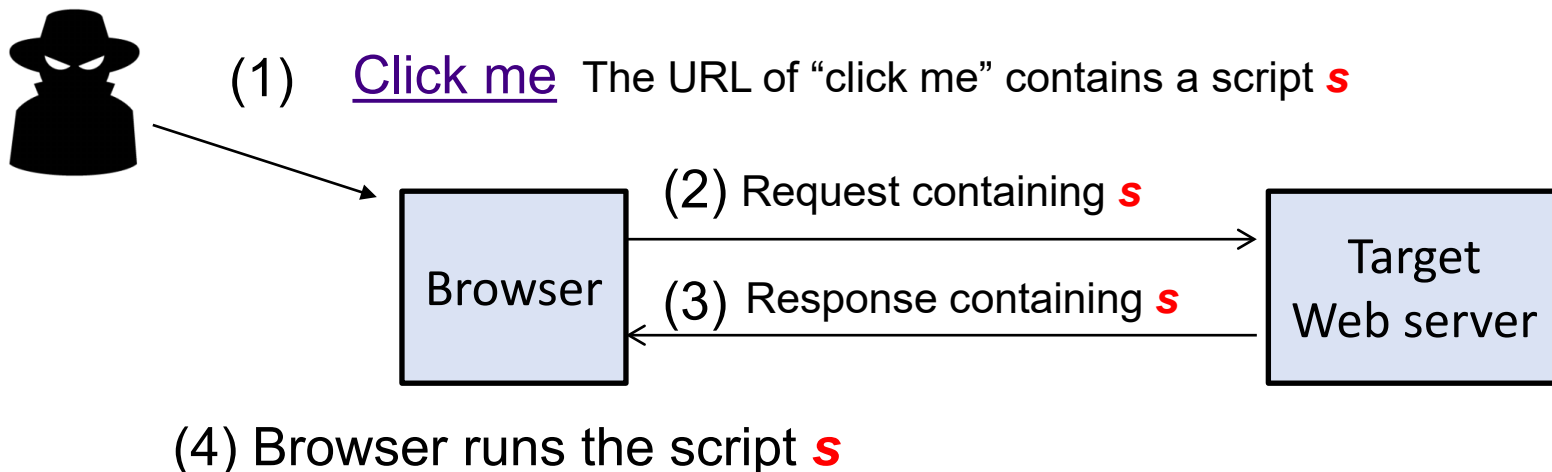 (1) Click me The URL of “click me” contains a script s
(2) Request containing s
Browser
(3) Response containing s
Target
Web server
(4) Browser runs the script s